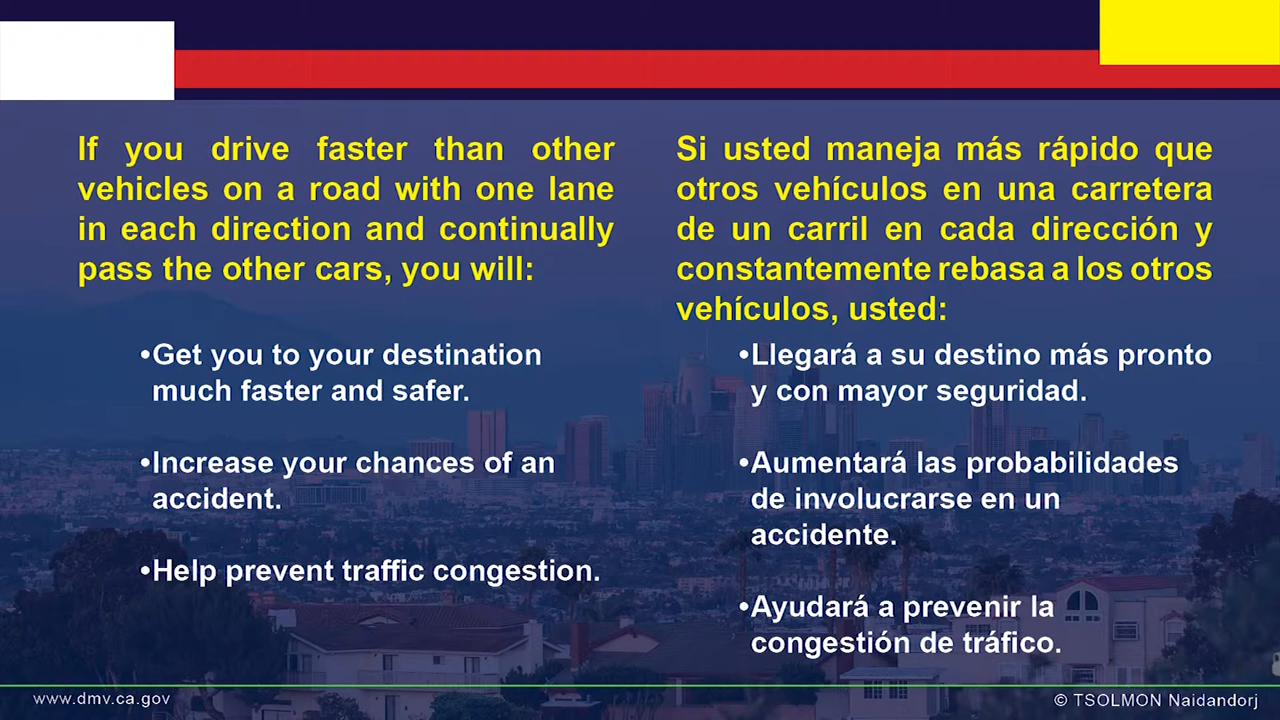 If you drive faster than other
vehicles on a road with one lane
in each direction and continually
pass the other cars, you will:
•Get you to your destination
much faster and safer.
•Increase your chances of an
accident.
•Help prevent traffic congestion.
Si usted maneja más rápido que
otros vehículos en una carretera
de un carril en cada dirección y
constantemente rebasa a los otros
vehículos, usted:
•Llegará a su destino más pronto
y con mayor seguridad.
•Aumentará las probabilidades
de involucrarse en un
accidente.
•Ayudará a prevenir la
congestión de tráfico.
www.dmv.ca.gov
© TSOLMON Naidandorj